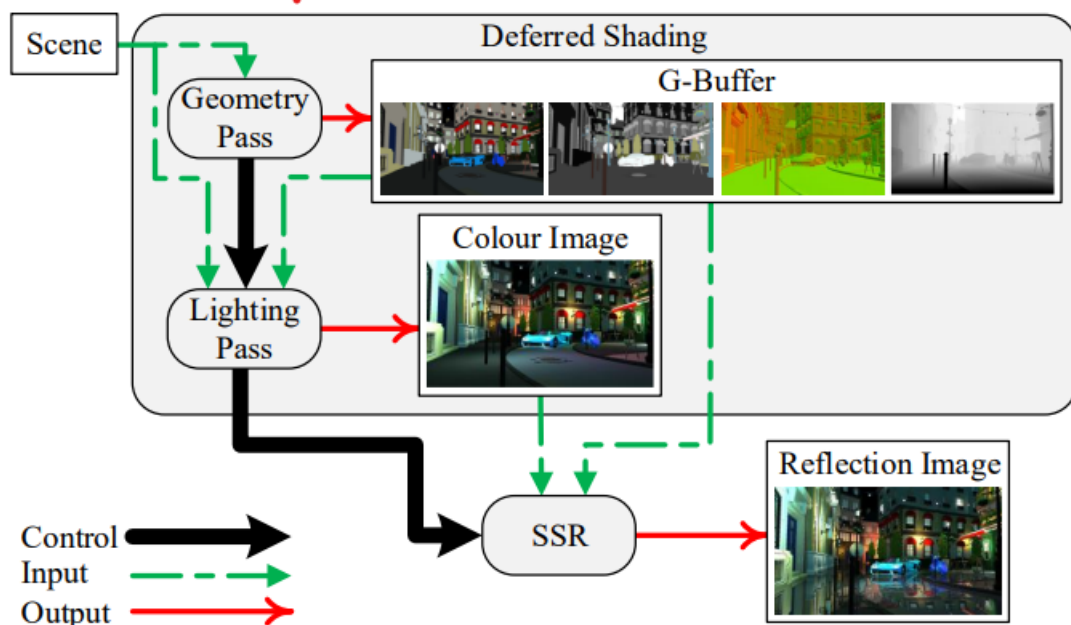 Scene
Deferred Shading
G-Buffer
Geometry
Pass
Colour Image
Lighting
Pass
Reflection Image
SSR
Control
Input
Output